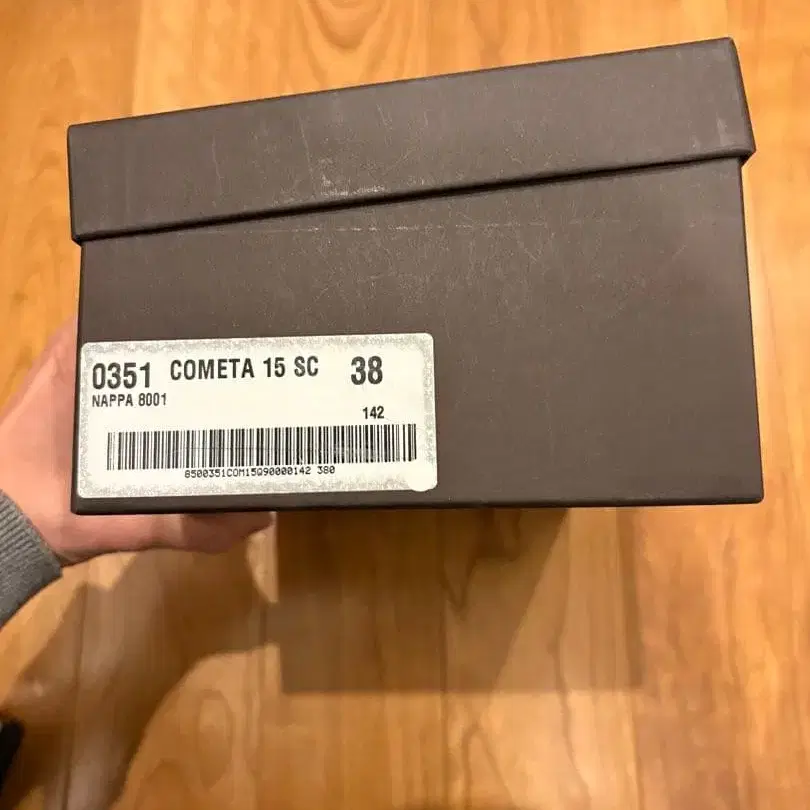 0351 COMETA 15 SC 38
NAPPA 8001
142
8500351COM15Q90000142 380